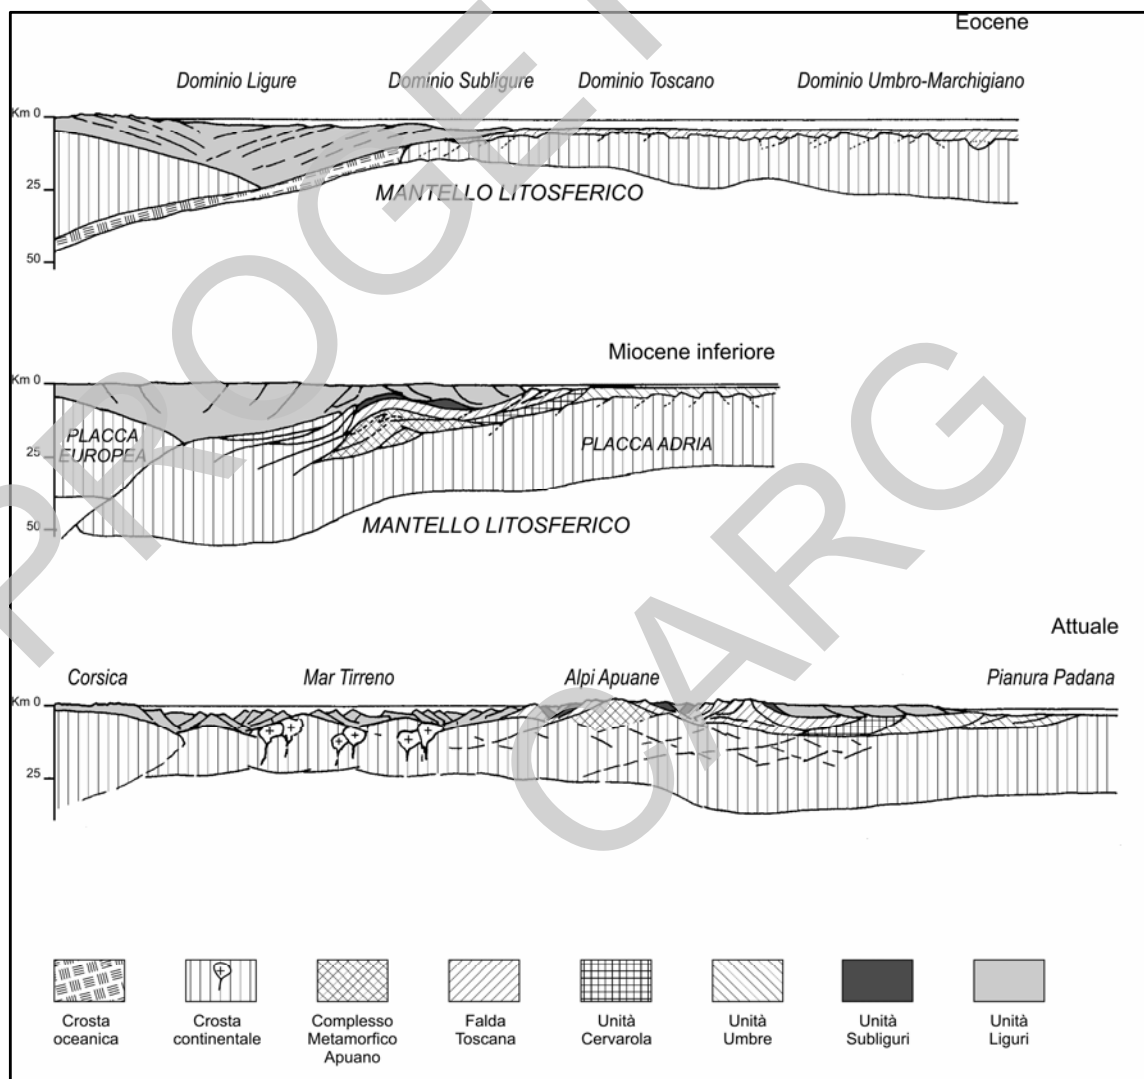 Eocene
Dominio Ligure Dominio Subligure Dominio Toscano Dominio Umbro-Marchigiano
Km 0
25
MANTELLO LITOSFERICO
50
Miocene inferiore
Km 0
PLACCA
EUROPEA
PLACCA ADRIA
25
50
MANTELLO LITOSFERICO
Attuale
Corsica Mar Tirreno Alpi Apuane Pianura Padana
Km 0
25
Crosta
oceanica
Crosta
continentale
Complesso
Metamorfico
Apuano
Falda
Toscana
Unità
Cervarola
Unità
Umbre
Unità
Subliguri
Unità
Liguri
PROGETTO
CARG